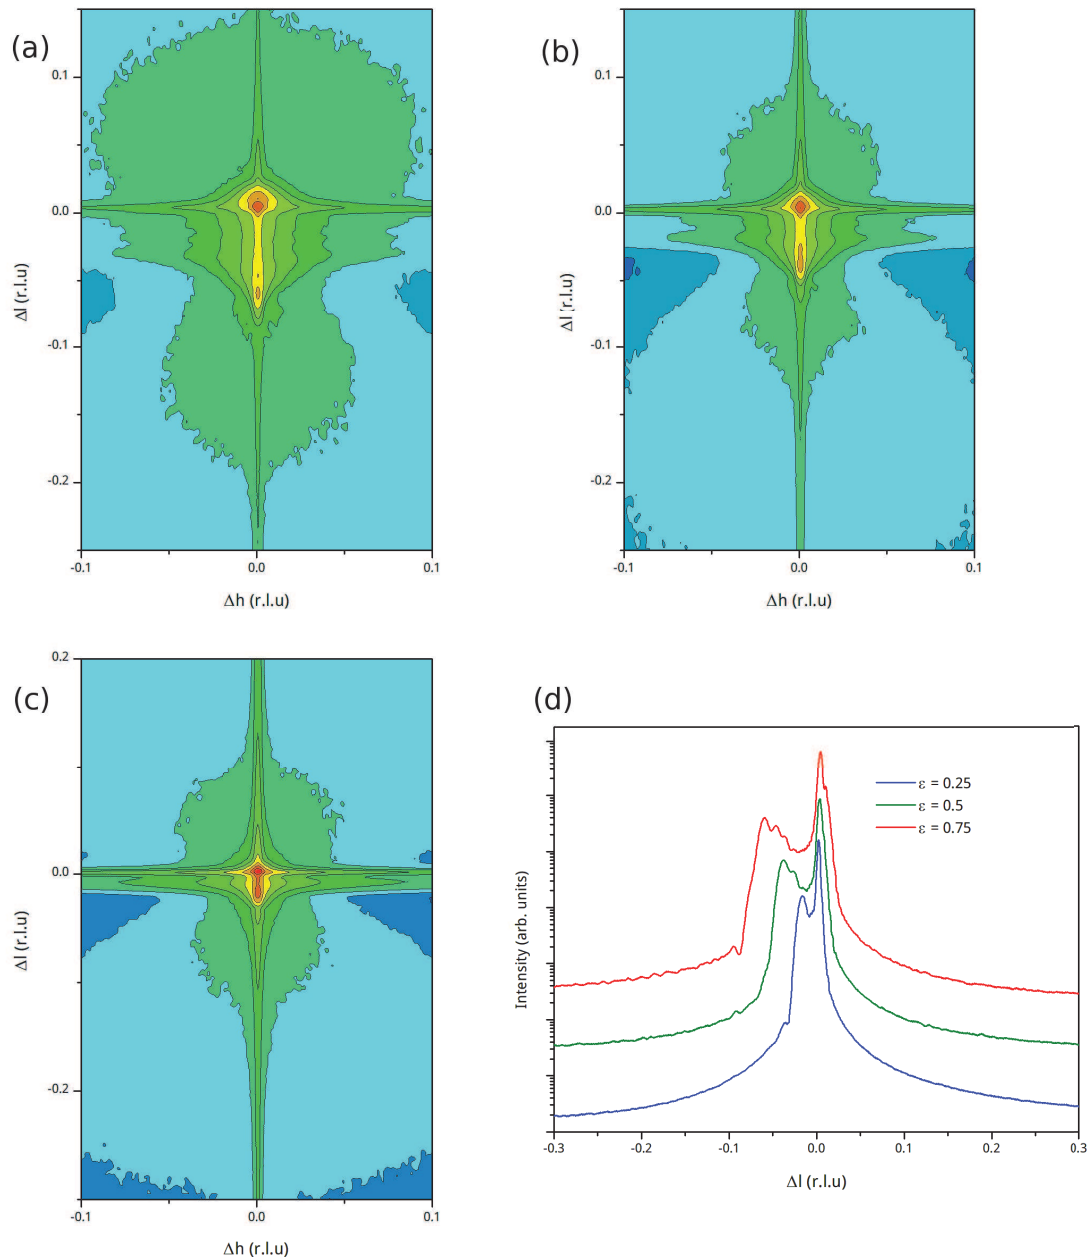 (a)
0.1
0.0
-0.1
-0.2
Δl (r.l.u)
-0.1
0.0
0.1
Δh (r.l.u)
(b)
0.1
0.0
-0.1
-0.2
Δl (r.l.u)
-0.1
0.0
0.1
Δh (r.l.u)
(c)
0.2
0.0
-0.2
Δl (r.l.u)
-0.1
0.0
0.1
Δh (r.l.u)
(d)
Intensity (arb. units)
ε = 0.25
ε = 0.5
ε = 0.75
-0.3
-0.2
-0.1
0.0
0.1
0.2
0.3
Δl (r.l.u)